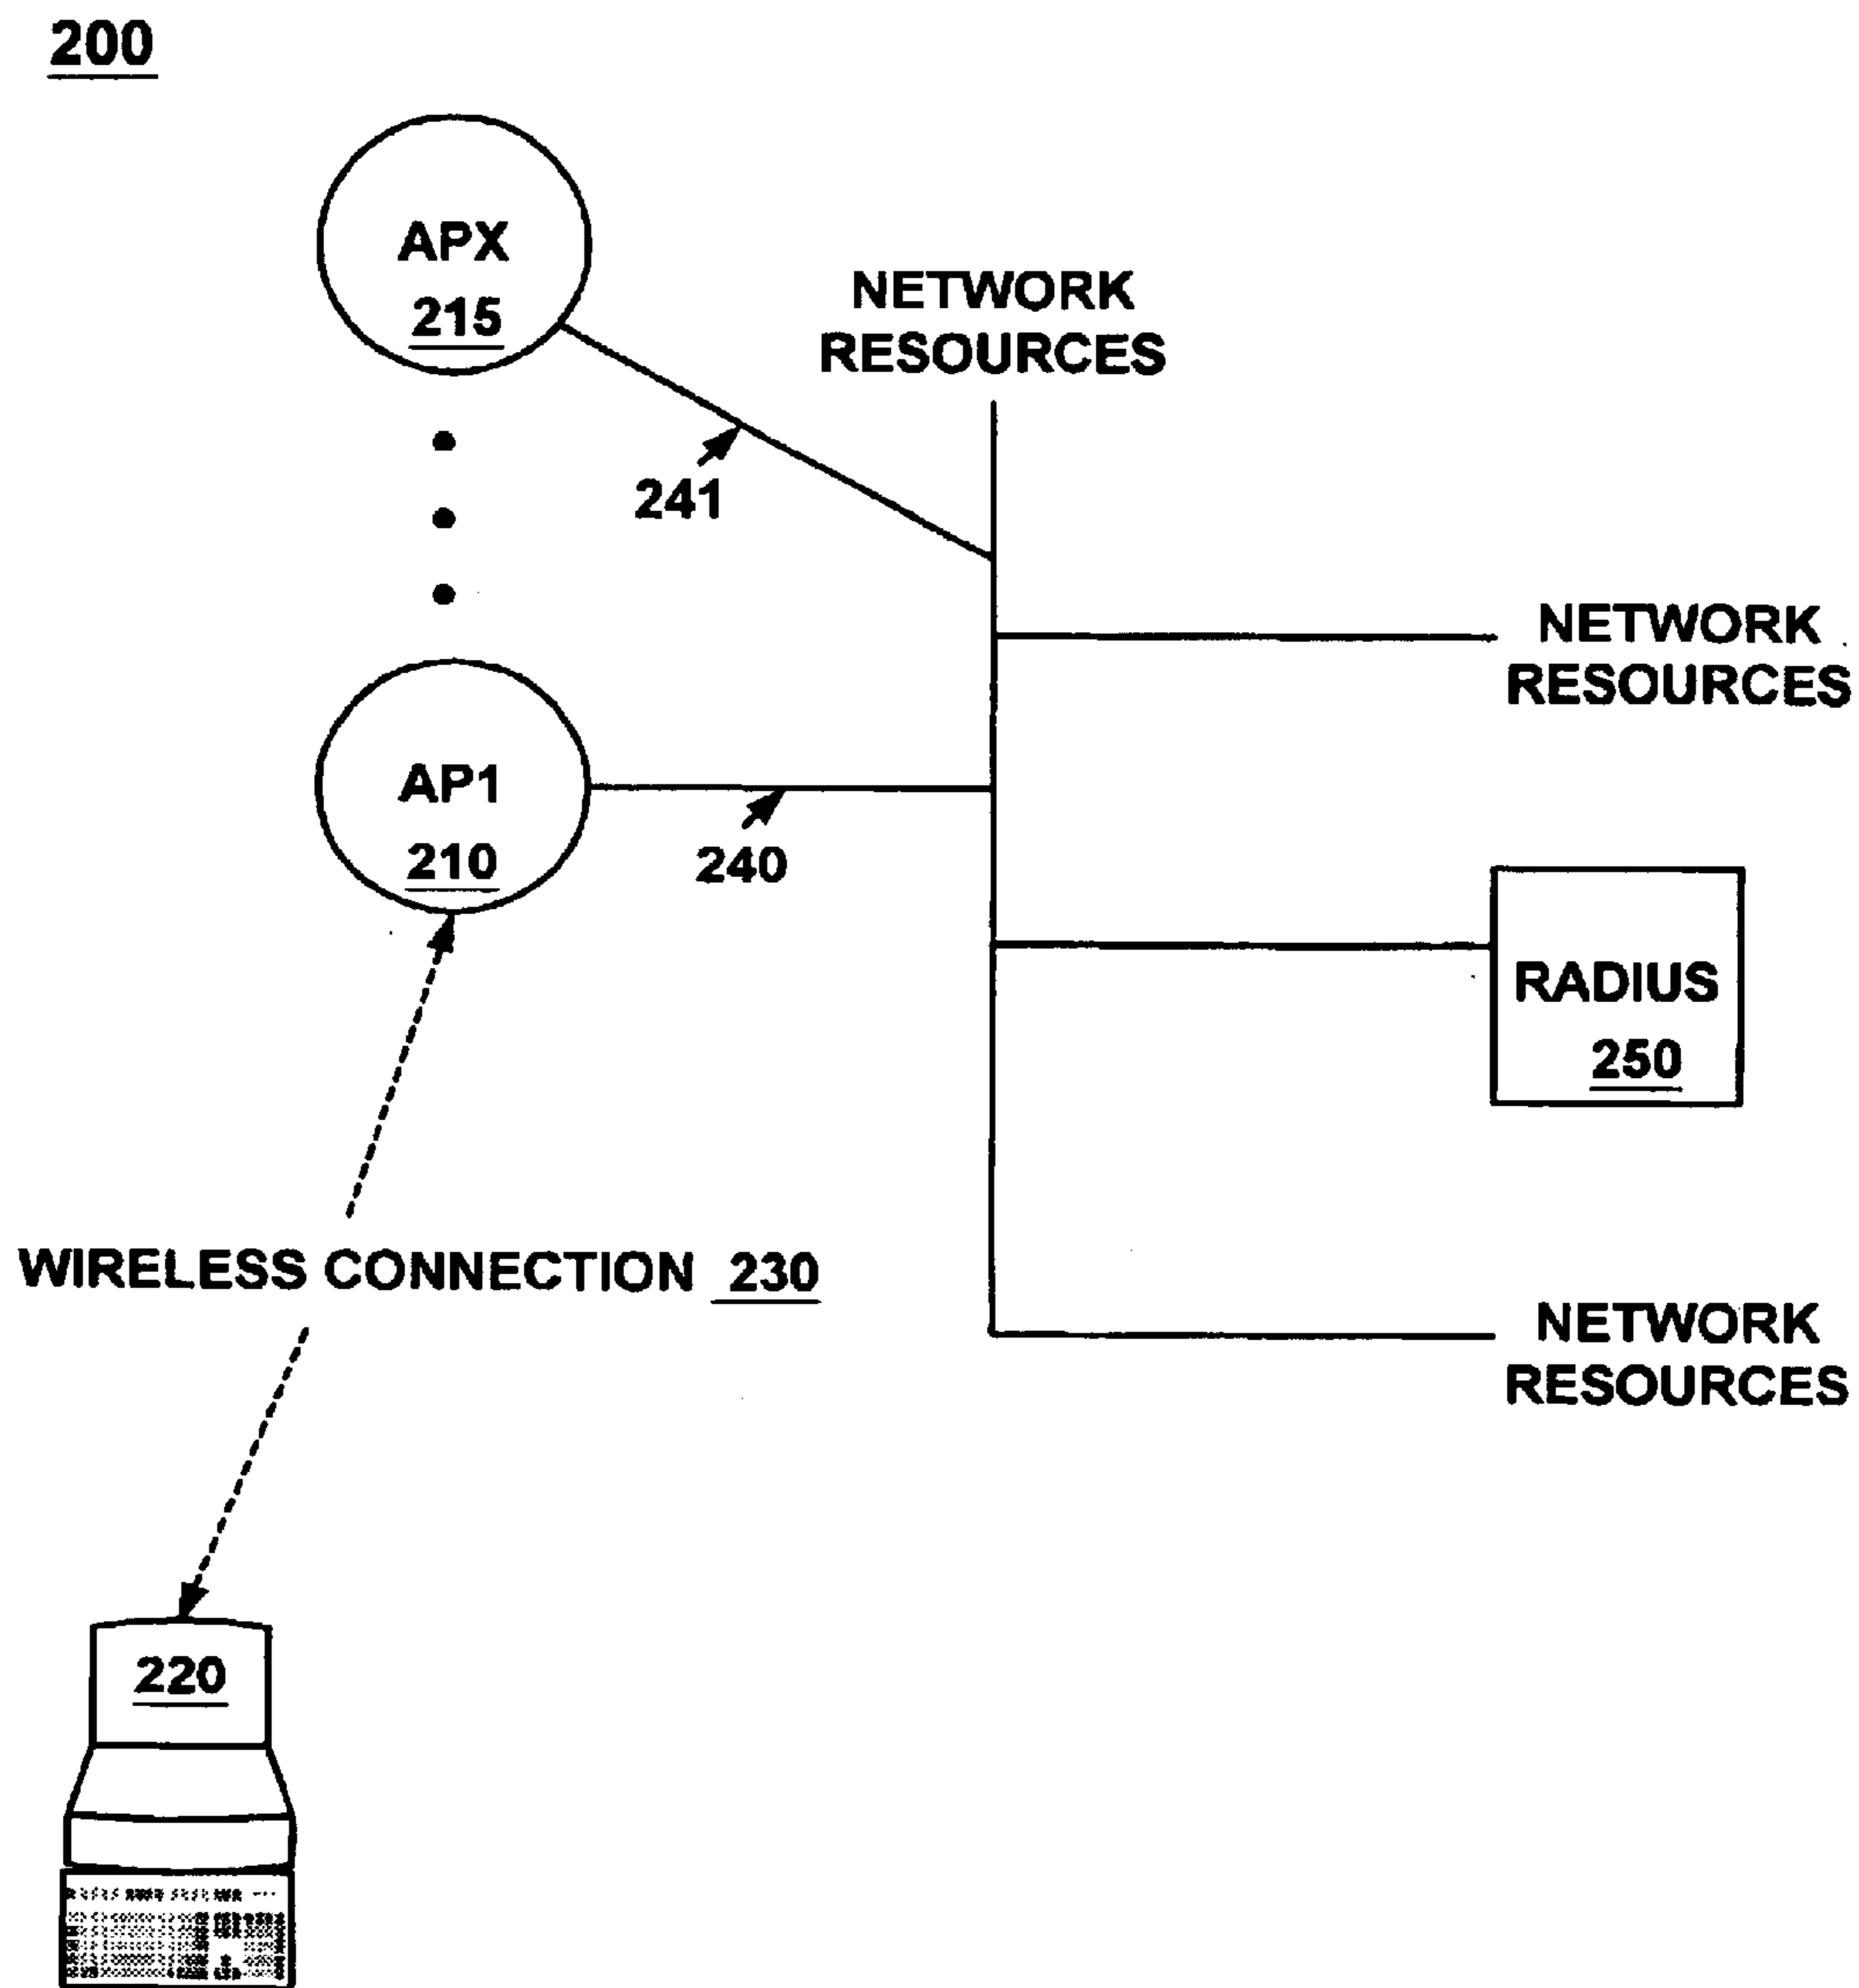 200
APX
215
NETWORK
RESOURCES
241
NETWORK
RESOURCES
AP1
210
240
RADIUS
250
WIRELESS CONNECTION 230
NETWORK
RESOURCES
220